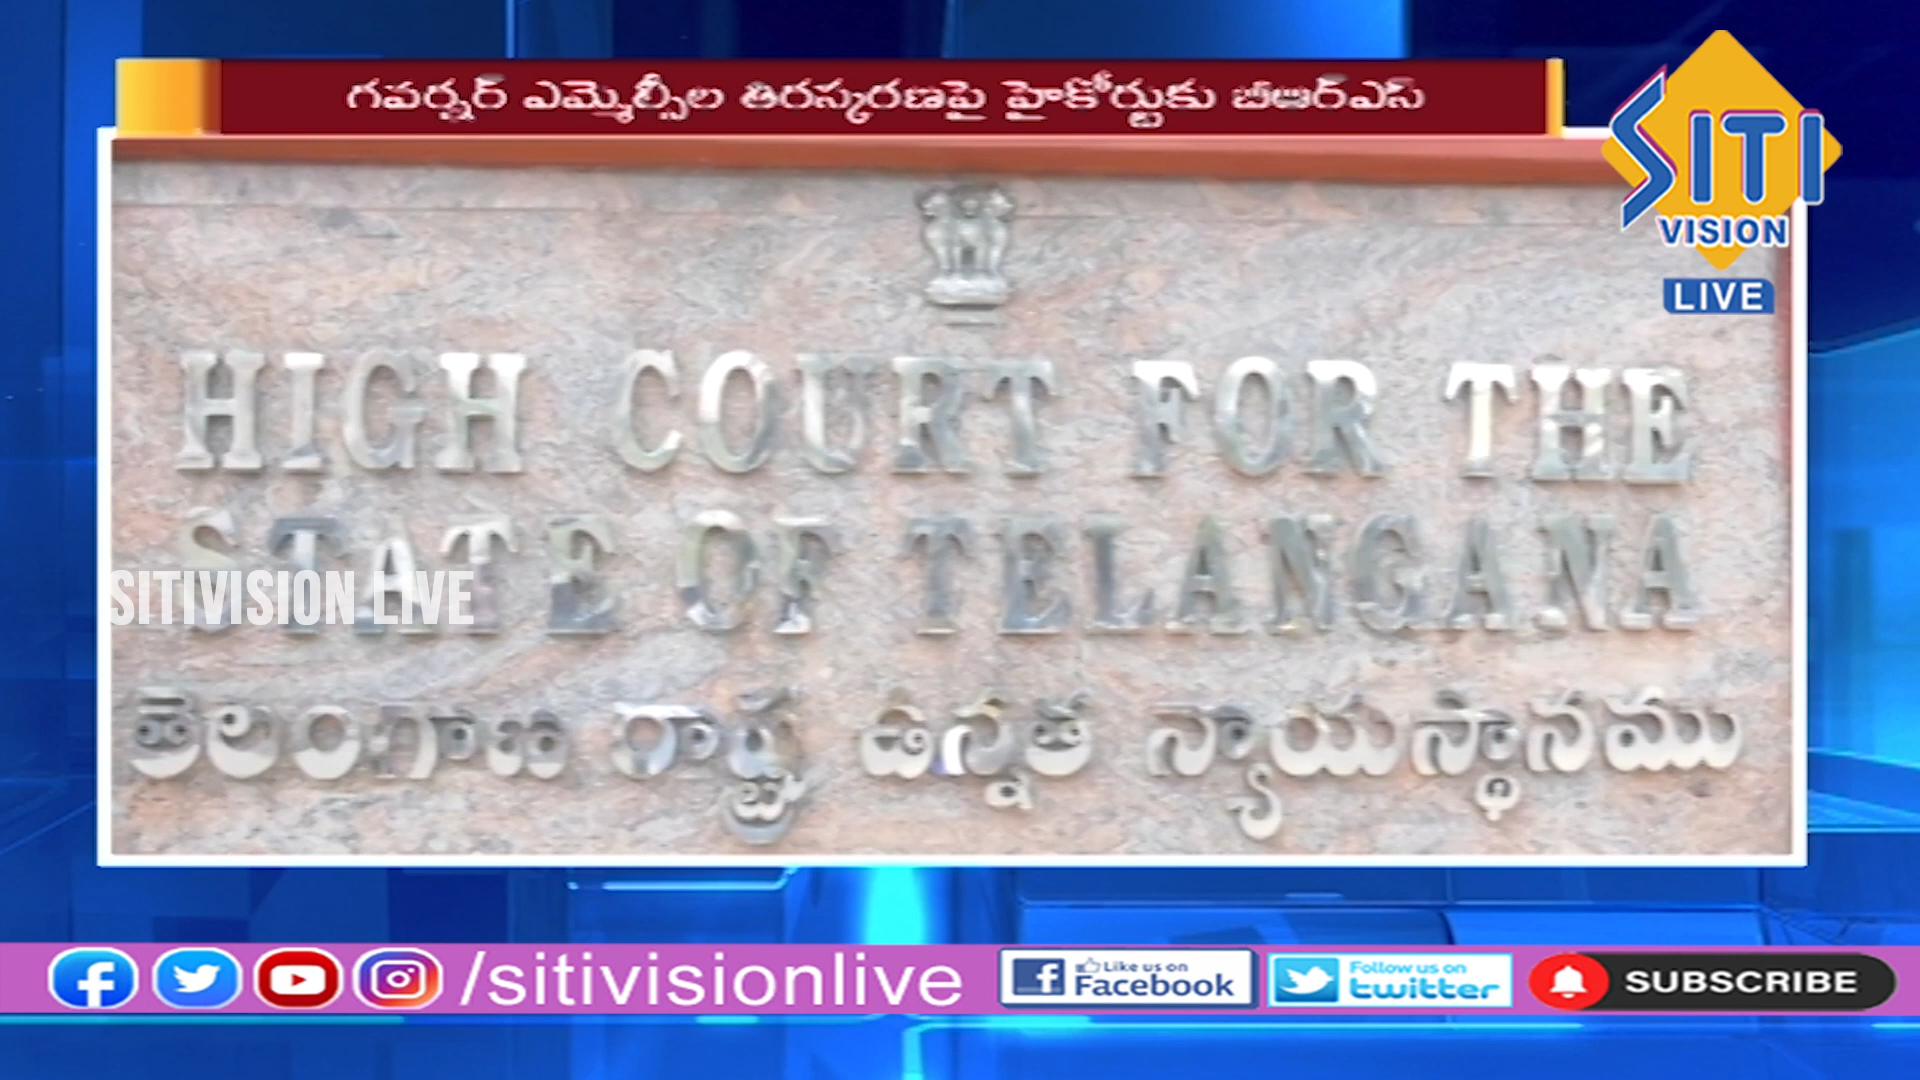 గవర్నర్ ఎమ్మెల్సీల తిరస్కరణపై హైకోర్టుకు బీఆర్ఎస్
SITI
VISION
LIVE
HIGH COURT FOR THE
STATE OF TELANGANA
SITIVISION LIVE
తెలంగాణ రాష్ట్ర ఉన్నత న్యాయస్థానము
/sitivisionlive
Like us on
Facebook
Follow us on
twitter
SUBSCRIBE